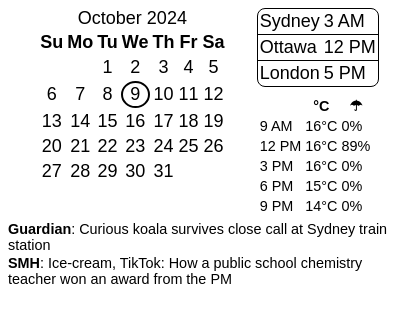 October 2024
Su Mo Tu We Th Fr Sa
1 2 3 4 5
6 7 8 9 10 11 12
13 14 15 16 17 18 19
20 21 22 23 24 25 26
27 28 29 30 31
Sydney 3 AM
Ottawa 12 PM
London 5 PM
°C ☂
9 AM 16°C 0%
12 PM 16°C 89%
3 PM 16°C 0%
6 PM 15°C 0%
9 PM 14°C 0%
Guardian: Curious koala survives close call at Sydney train
station
SMH: Ice-cream, TikTok: How a public school chemistry
teacher won an award from the PM